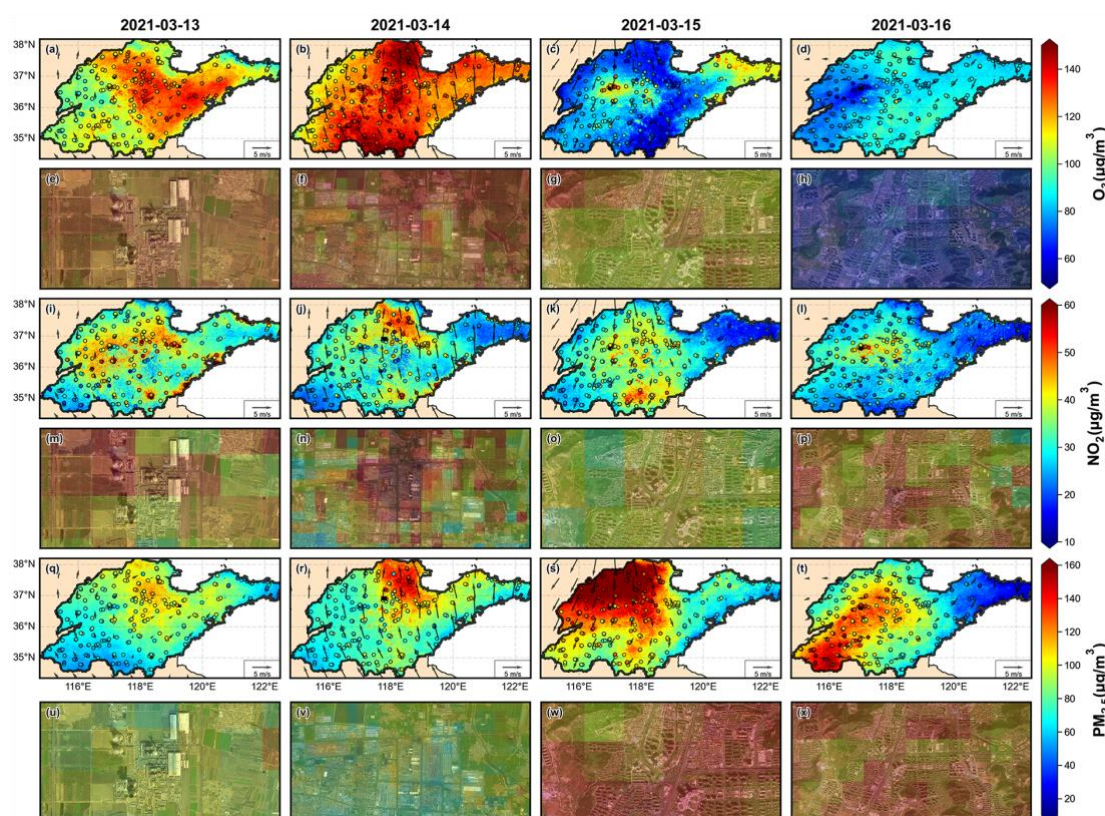 2021-03-13 2021-03-14 2021-03-15 2021-03-16
38°N (a) (b) (c) (d)
37°N
36°N
35°N
5 m/s 5 m/s 5 m/s 5 m/s
140
120
100
80
60
O3(μg/m3)
(e) (f) (g) (h)
38°N (i) (j) (k) (l)
37°N
36°N
35°N
5 m/s 5 m/s 5 m/s 5 m/s
60
50
40
30
20
10
NO2(μg/m3)
(m) (n) (o) (p)
38°N (q) (r) (s) (t)
37°N
36°N
35°N
5 m/s 5 m/s 5 m/s 5 m/s
116°E 118°E 120°E 122°E 116°E 118°E 120°E 122°E 116°E 118°E 120°E 122°E 116°E 118°E 120°E 122°E
160
140
120
100
80
60
40
20
PM2.5(μg/m3)
(u) (v) (w) (x)